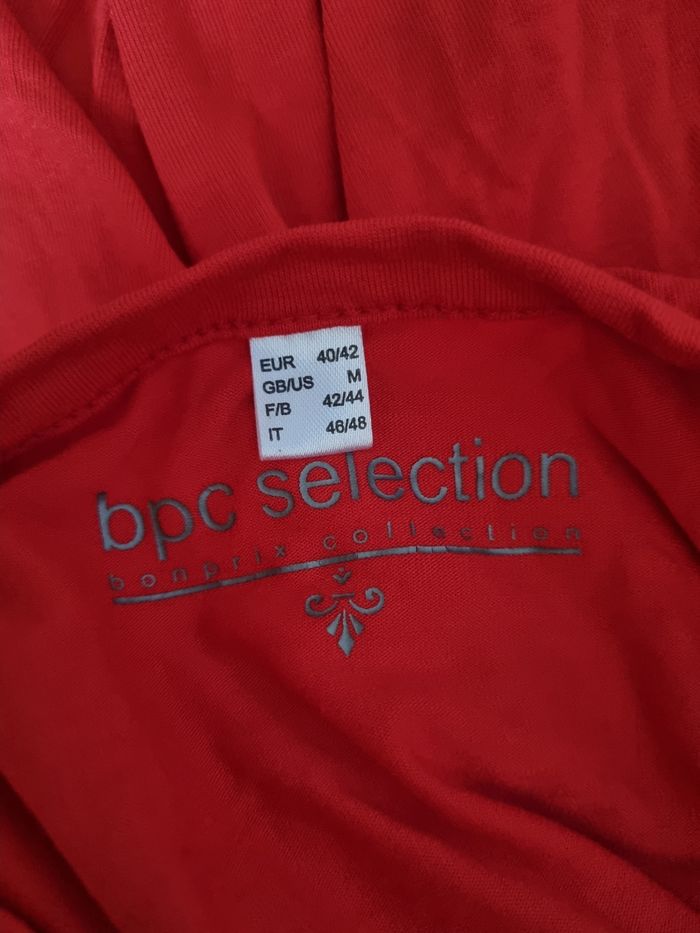 EUR 40/42
GB/US M
F/B 42/44
IT 46/48
bpc selection
bonprix collection